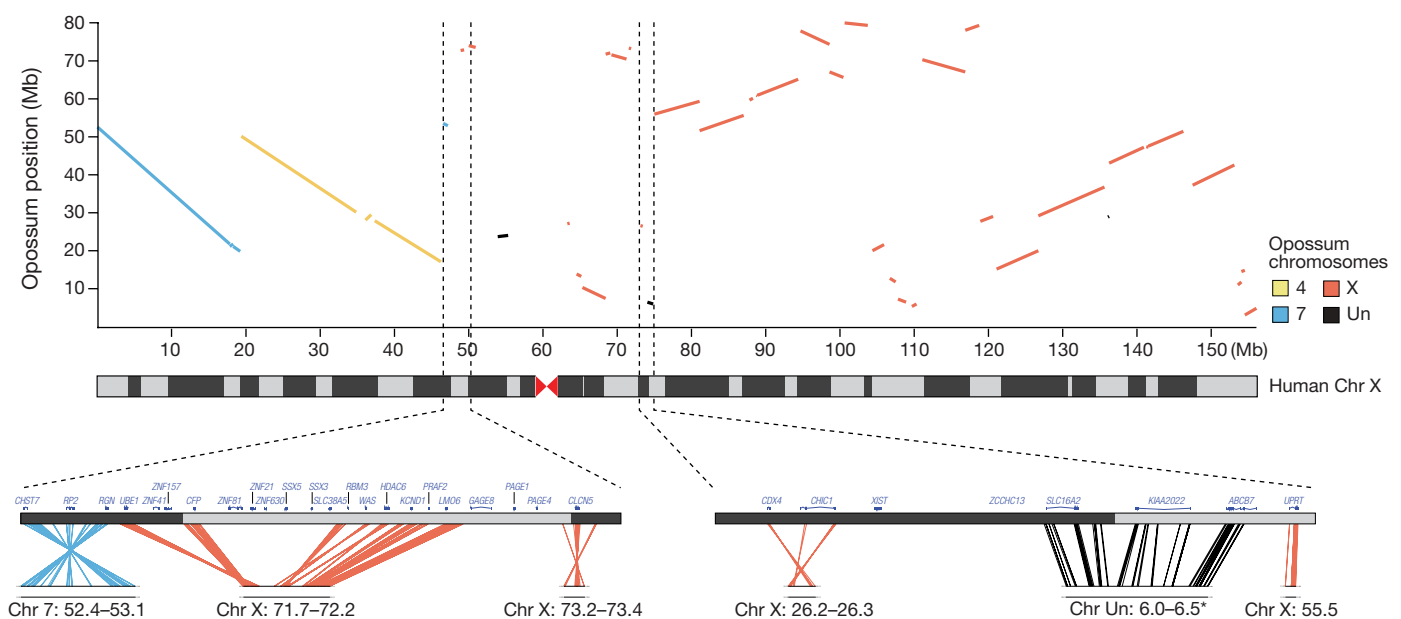 Opossum position (Mb)
80
70
60
50
40
30
20
10
10 20 30 40 50 60 70 80 90 100 110 120 130 140 150 (Mb)
Opossum
chromosomes
4 X
7 Un
Human Chr X
ZNF157 ZNF21 SSX5 SSX3 RBM3 HDAC6 PRAF2 PAGE1
CHST7 RP2 RGN UBE1 ZNF41 CFP ZNF81 ZNF630 SLC38A5 WAS KCND1 LMO6 GAGE8 PAGE4 CLCN5
CDX4 CHIC1 XIST ZCCHC13 SLC16A2 KIAA2022 ABCB7 UPRT
Chr 7: 52.4–53.1 Chr X: 71.7–72.2 Chr X: 73.2–73.4 Chr X: 26.2–26.3 Chr Un: 6.0–6.5* Chr X: 55.5